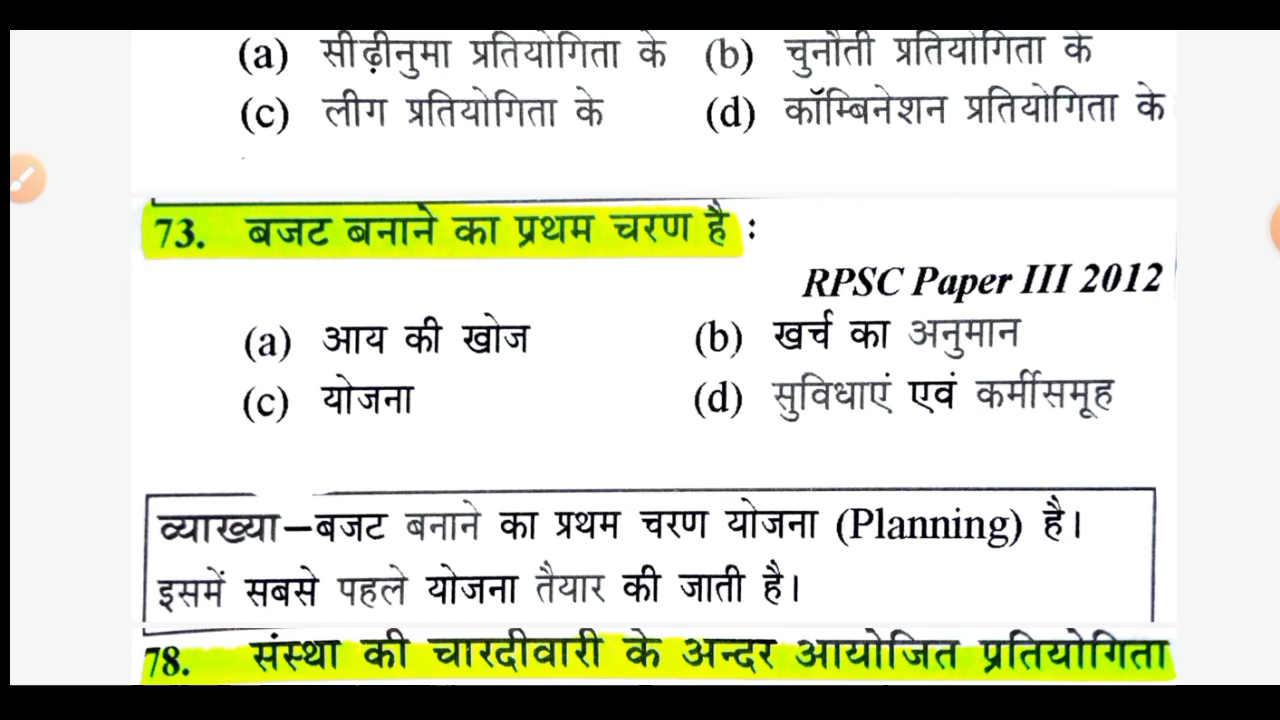 (a) सीढ़ीनुमा प्रतियोगिता के (b) चुनौती प्रतियोगिता के
(c) लीग प्रतियोगिता के (d) कॉम्बिनेशन प्रतियोगिता के
73. बजट बनाने का प्रथम चरण है :
RPSC Paper III 2012
(a) आय की खोज (b) खर्च का अनुमान
(c) योजना (d) सुविधाएं एवं कर्मीसमूह
व्याख्या–बजट बनाने का प्रथम चरण योजना (Planning) है।
इसमें सबसे पहले योजना तैयार की जाती है।
78. संस्था की चारदीवारी के अन्दर आयोजित प्रतियोगिता